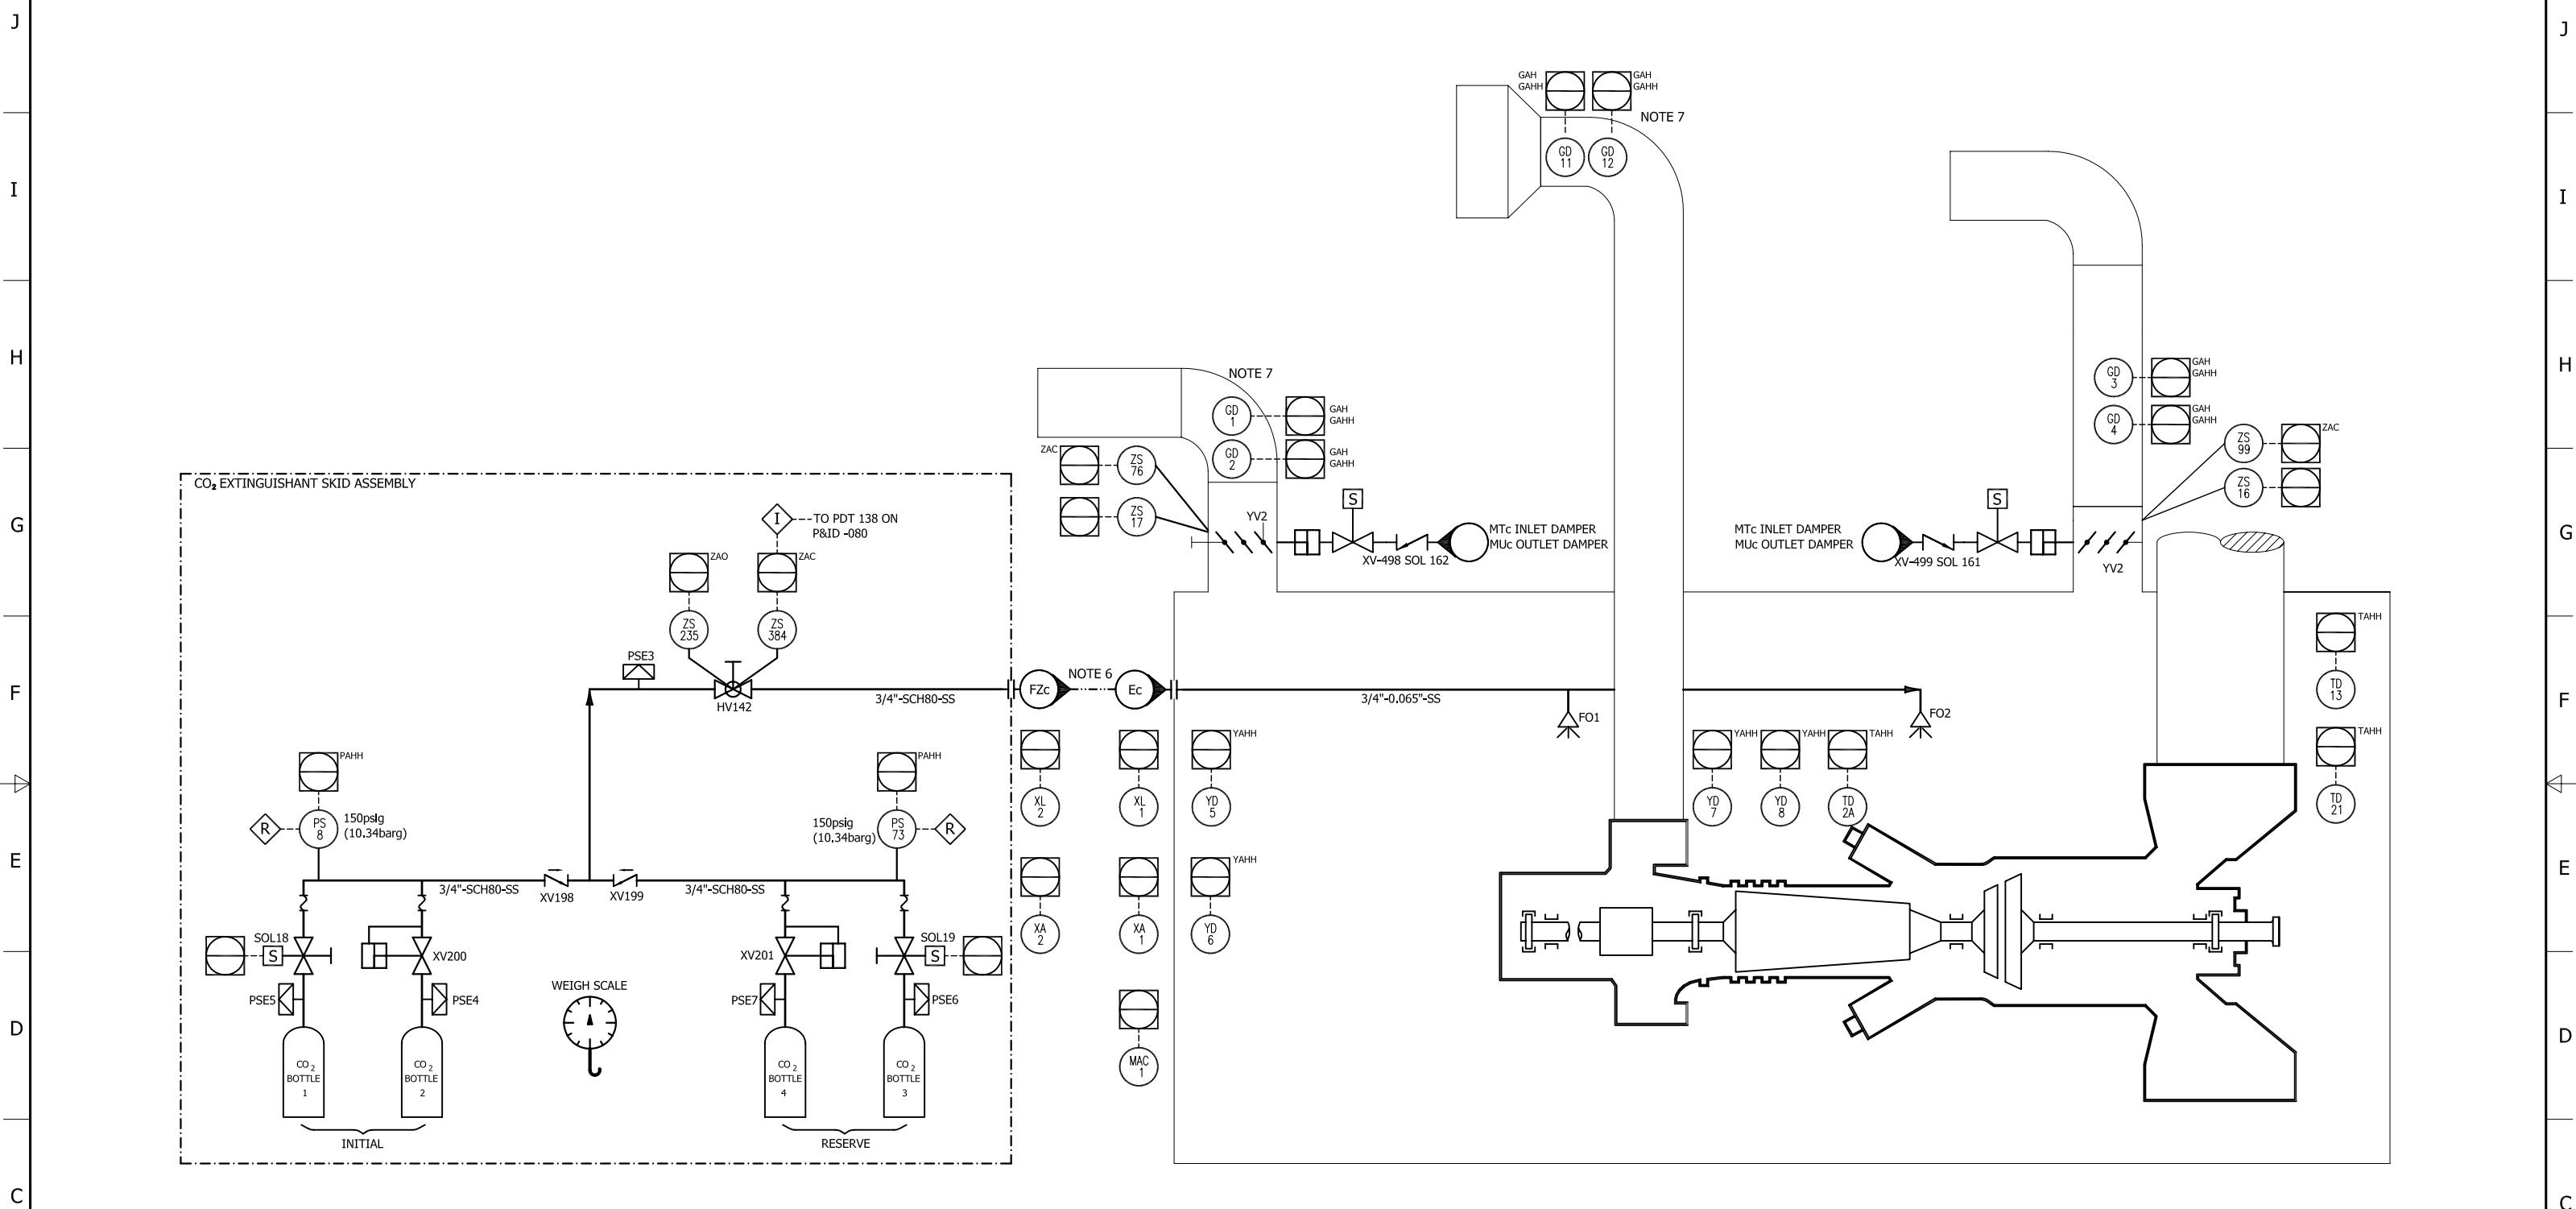 J
J
GAH
GAHH
GAH
GAHH
NOTE 7
GD
11
GD
12
I
I
H
H
NOTE 7
GD
1
GAH
GAHH
GD
2
GAH
GAHH
GD
3
GAH
GAHH
GD
4
GAH
GAHH
ZAC
ZS
76
ZS
17
ZS
99
ZAC
ZS
16
CO2 EXTINGUISHANT SKID ASSEMBLY
G
G
I
TO PDT 138 ON
P&ID -080
YV2
S
MTc INLET DAMPER
MUc OUTLET DAMPER
XV-498 SOL 162
MTc INLET DAMPER
MUc OUTLET DAMPER
S
XV-499 SOL 161
YV2
ZAO
ZAC
ZS
235
ZS
384
TAHH
TD
13
PSE3
HV142
3/4"-SCH80-SS
F
F
FZc
NOTE 6
Ec
3/4"-0.065"-SS
FO1
FO2
TAHH
TD
21
PAHH
PAHH
YAHH
YAHH
YAHH
TAHH
R
PS
8
150psig
(10.34barg)
150psig
(10.34barg)
PS
73
R
XL
2
XL
1
YD
5
YD
7
YD
8
TD
2A
E
E
3/4"-SCH80-SS
XV198
XV199
3/4"-SCH80-SS
YAHH
XA
2
XA
1
YD
6
SOL18
S
XV200
XV201
SOL19
S
PSE5
PSE4
WEIGH SCALE
PSE7
PSE6
D
D
CO2
BOTTLE
1
CO2
BOTTLE
2
CO2
BOTTLE
4
CO2
BOTTLE
3
MAC
1
INITIAL
RESERVE
C
C